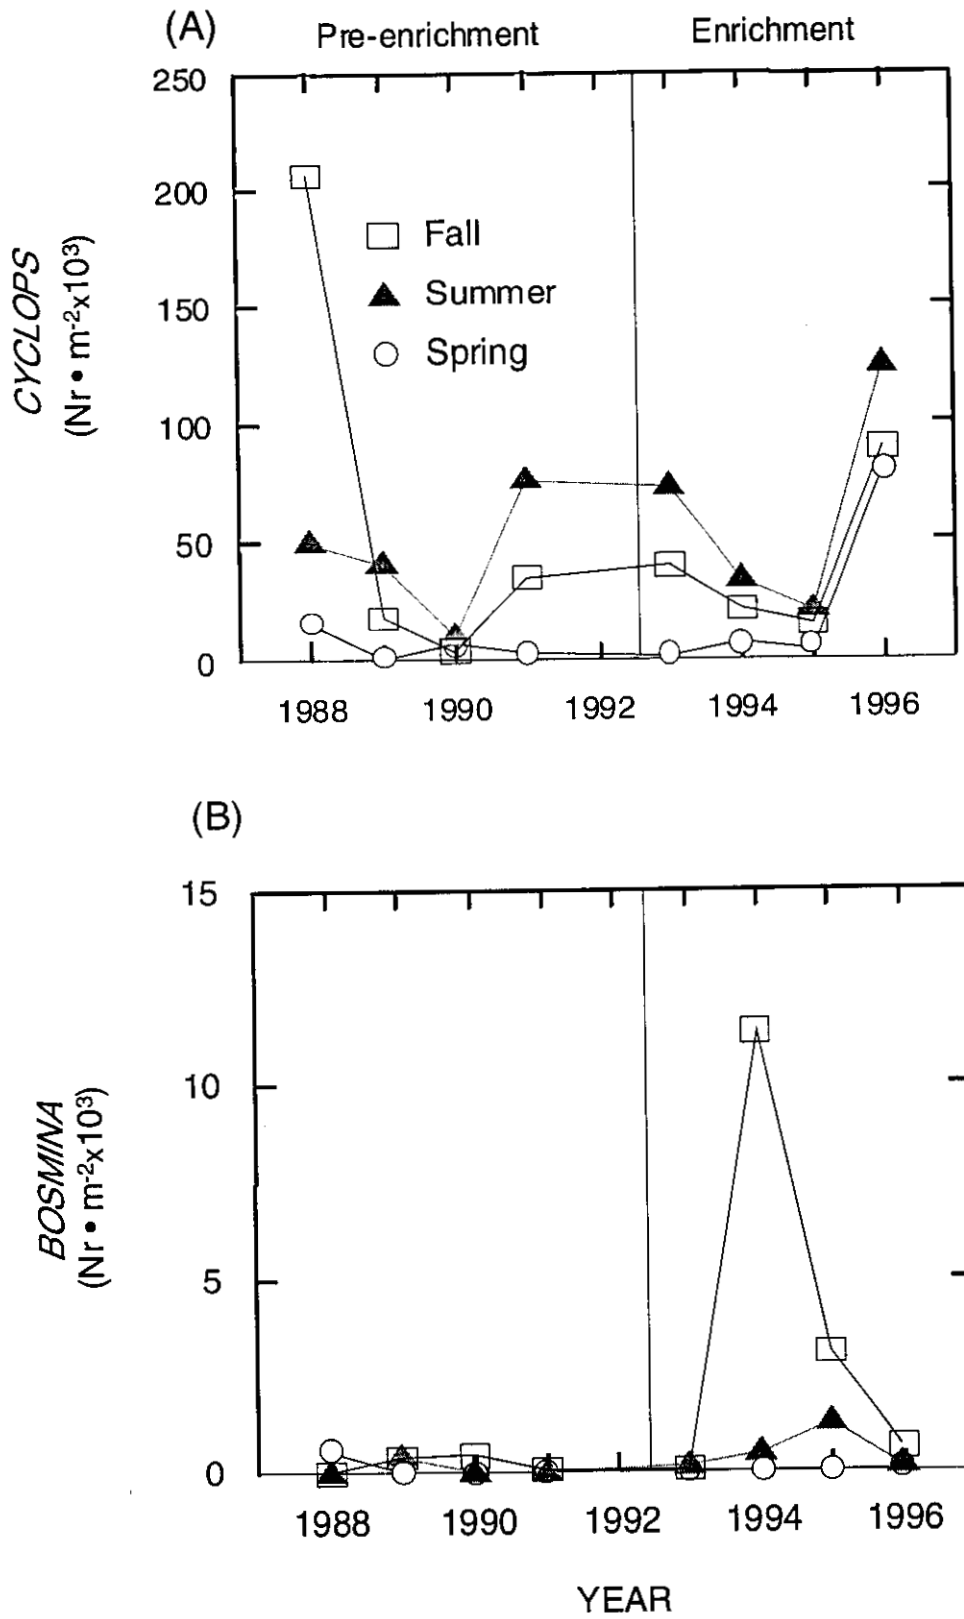 (A)
Pre-enrichment
Enrichment
250
200
150
100
50
0
CYCLOPS
(Nr • m⁻²x10³)
Fall
Summer
Spring
1988
1990
1992
1994
1996
(B)
15
10
5
0
BOSMINA
(Nr • m⁻²x10³)
1988
1990
1992
1994
1996
YEAR